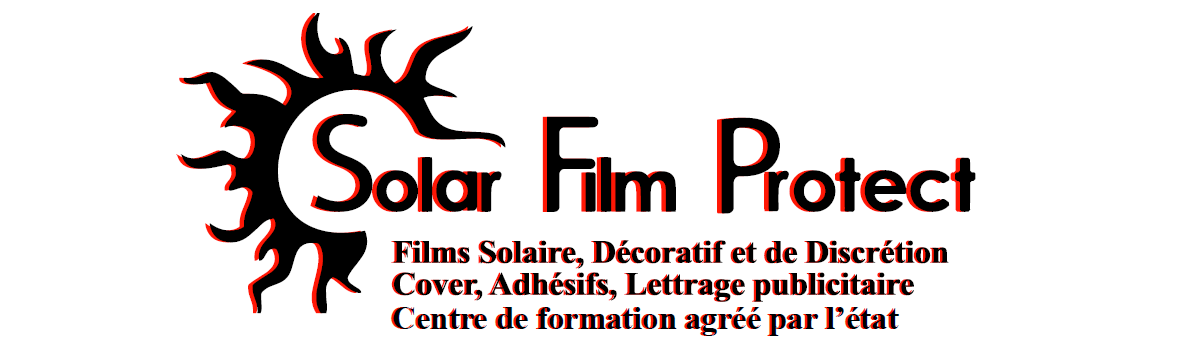 Solar Film Protect
Films Solaire, Décoratif et de Discrétion
Cover, Adhésifs, Lettrage publicitaire
Centre de formation agréé par l’état